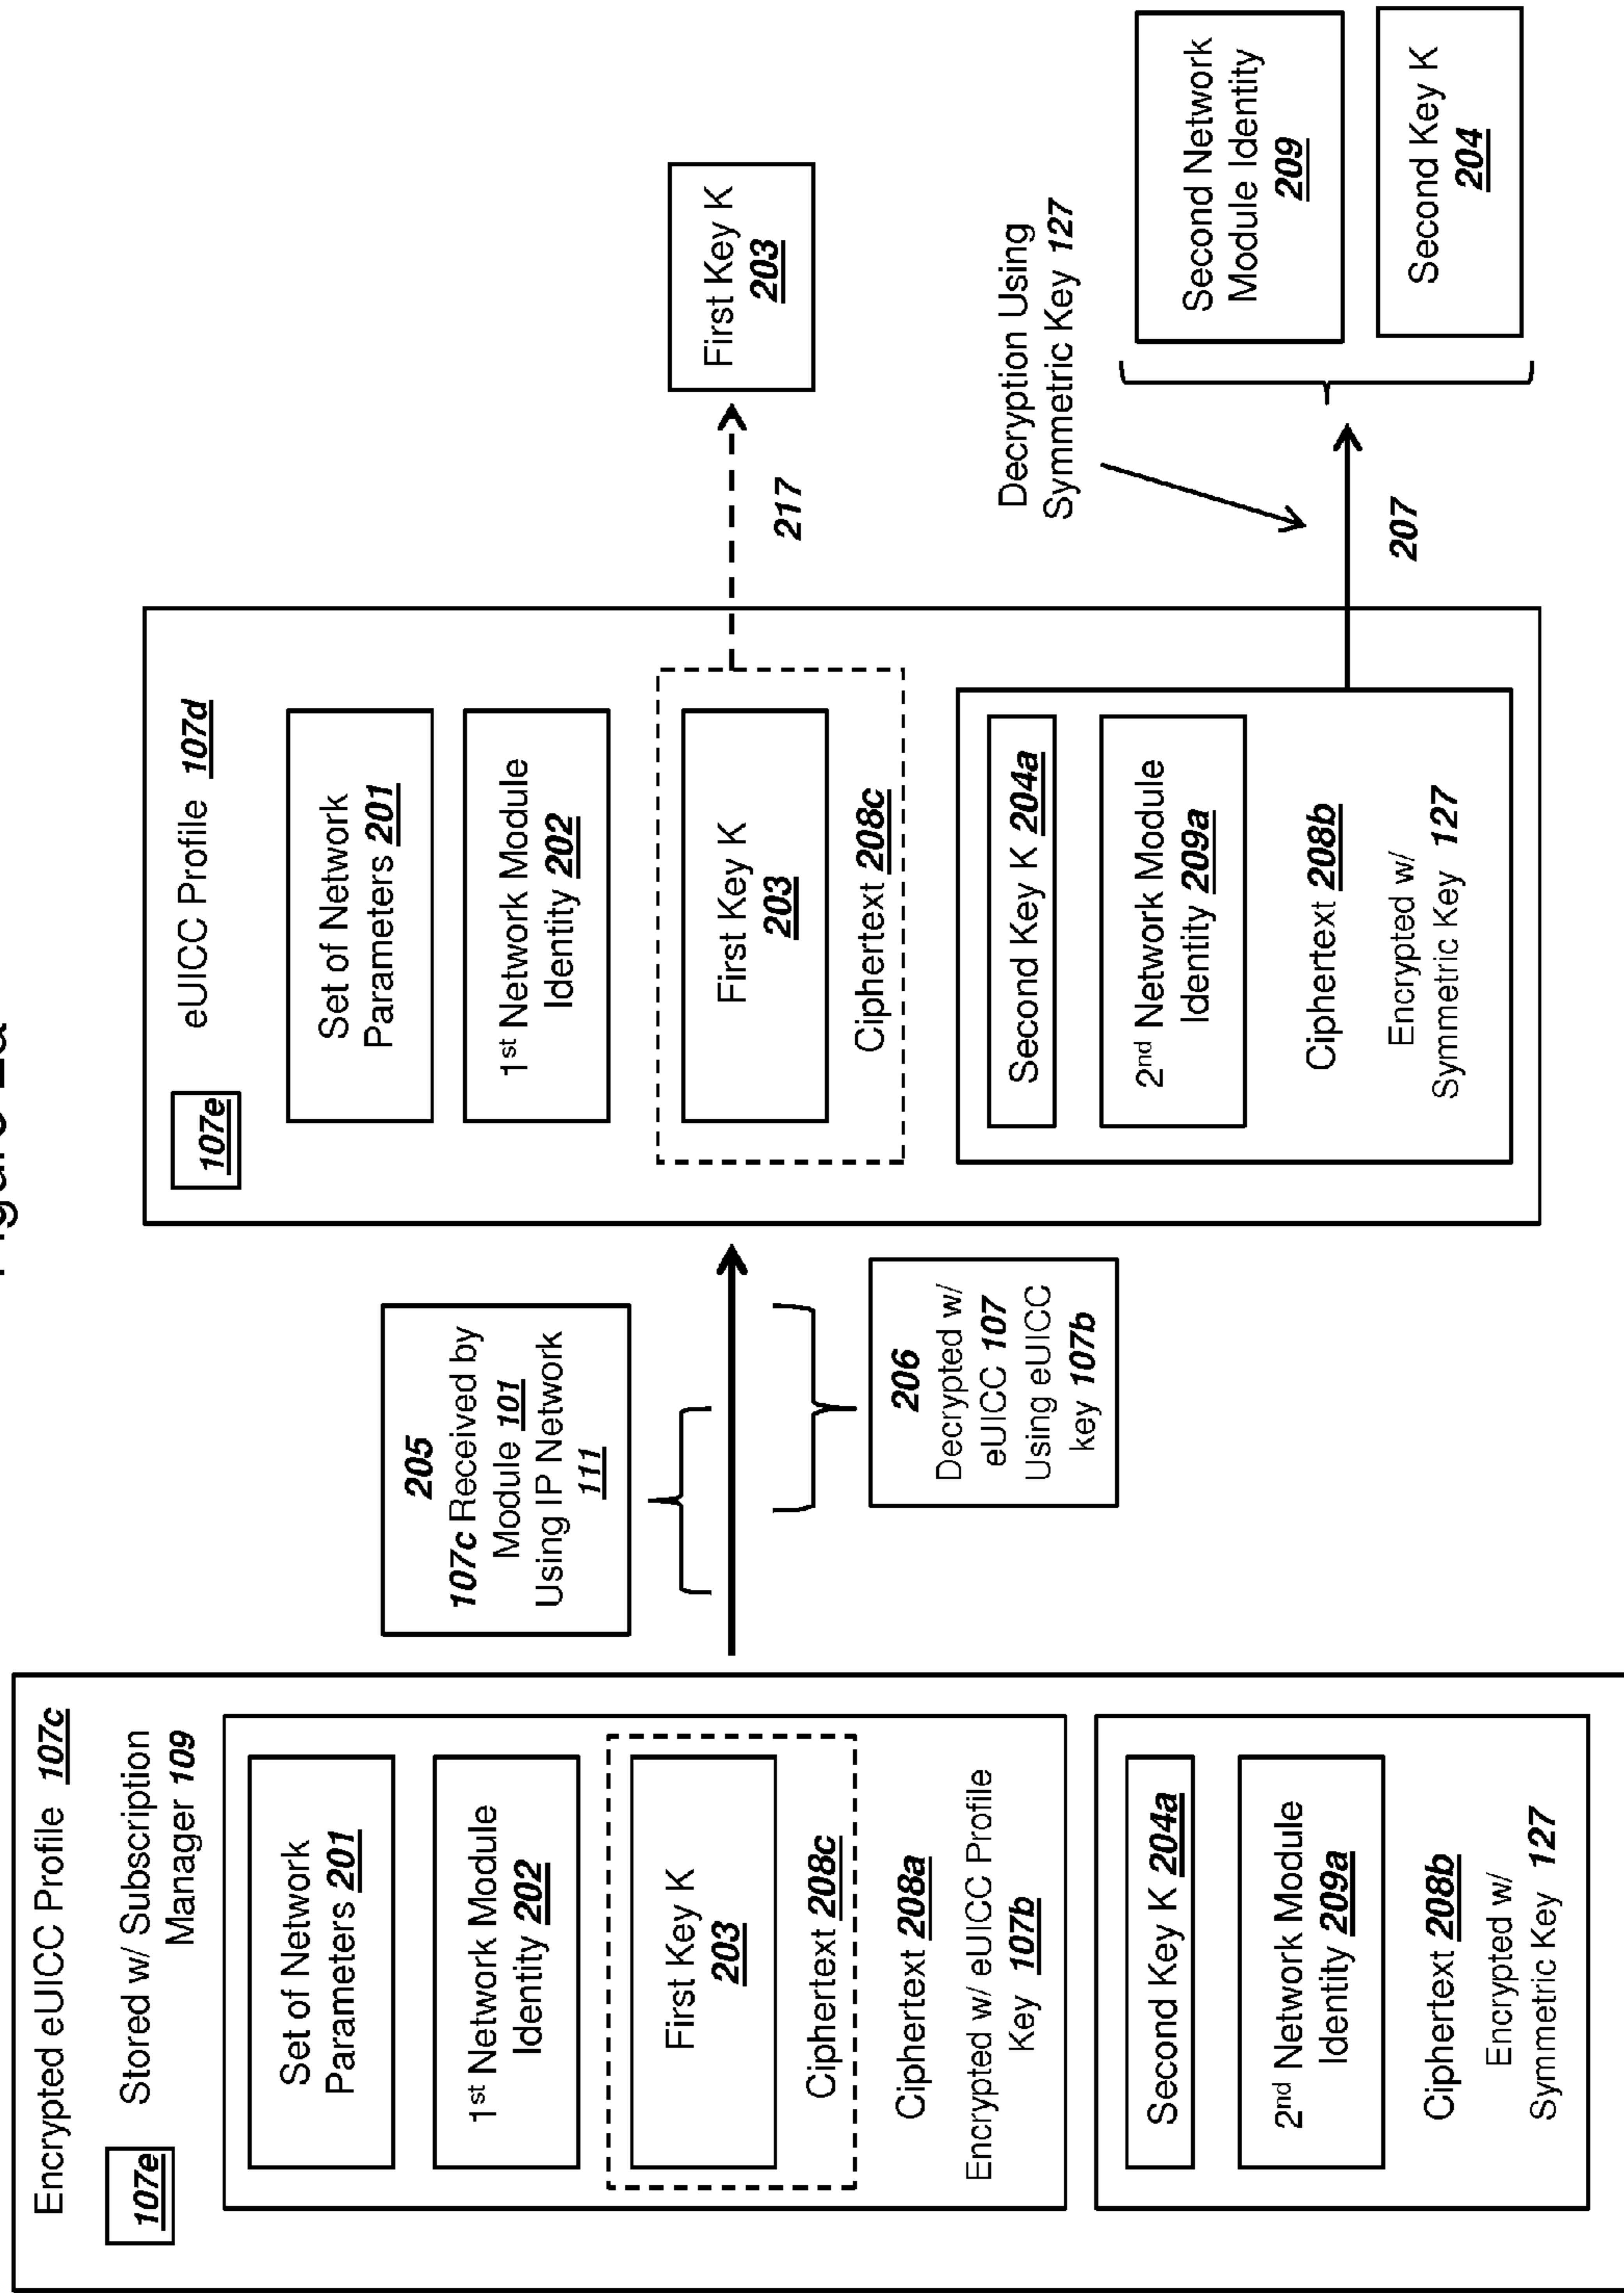 Figure 2a
Encrypted eUICC Profile 107c
107e
Stored w/ Subscription
Manager 109
Set of Network
Parameters 201
1st Network Module
Identity 202
First Key K
203
Ciphertext 208c
Ciphertext 208a
Encrypted w/ eUICC Profile
Key 107b
Second Key K 204a
2nd Network Module
Identity 209a
Ciphertext 208b
Encrypted w/
Symmetric Key 127
205
107c Received by
Module 101
Using IP Network
111
206
Decrypted w/
eUICC 107
Using eUICC
key 107b
107e
eUICC Profile 107d
Set of Network
Parameters 201
1st Network Module
Identity 202
First Key K
203
Ciphertext 208c
Second Key K 204a
2nd Network Module
Identity 209a
Ciphertext 208b
Encrypted w/
Symmetric Key 127
217
First Key K
203
Decryption Using
Symmetric Key 127
207
Second Network
Module Identity
209
Second Key K
204